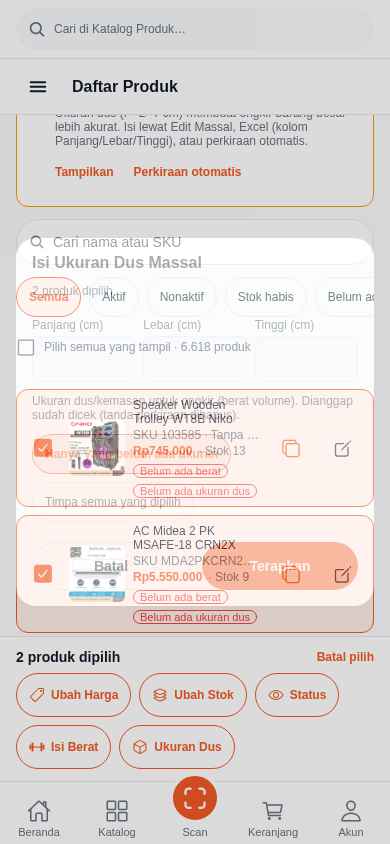 Cari di Katalog Produk…
Daftar Produk
lebih akurat. Isi lewat Edit Massal, Excel (kolom
Panjang/Lebar/Tinggi), atau perkiraan otomatis.
Tampilkan
Perkiraan otomatis
Cari nama atau SKU
Isi Ukuran Dus Massal
2 produk dipilih
Semua
Aktif
Nonaktif
Stok habis
Belum ac
Panjang (cm)
Lebar (cm)
Tinggi (cm)
Pilih semua yang tampil · 6.618 produk
Ukuran dus/kemasan untuk ongkir (berat volume). Dianggap
sudah dicek (tanda
Speaker Wooden
Trolley WT8B Niko
SKU 103585 · Tanpa …
Rp745.000 · Stok 13
Belum ada berat
Belum ada ukuran dus
Timpa semua yang dipilih
AC Midea 2 PK
MSAFE-18 CRN2X
SKU MDA2PKCRN2…
Rp5.550.000 · Stok 9
Belum ada berat
Belum ada ukuran dus
Batal
Terapkan
2 produk dipilih
Batal pilih
Ubah Harga
Ubah Stok
Status
Isi Berat
Ukuran Dus
Beranda
Katalog
Scan
Keranjang
Akun